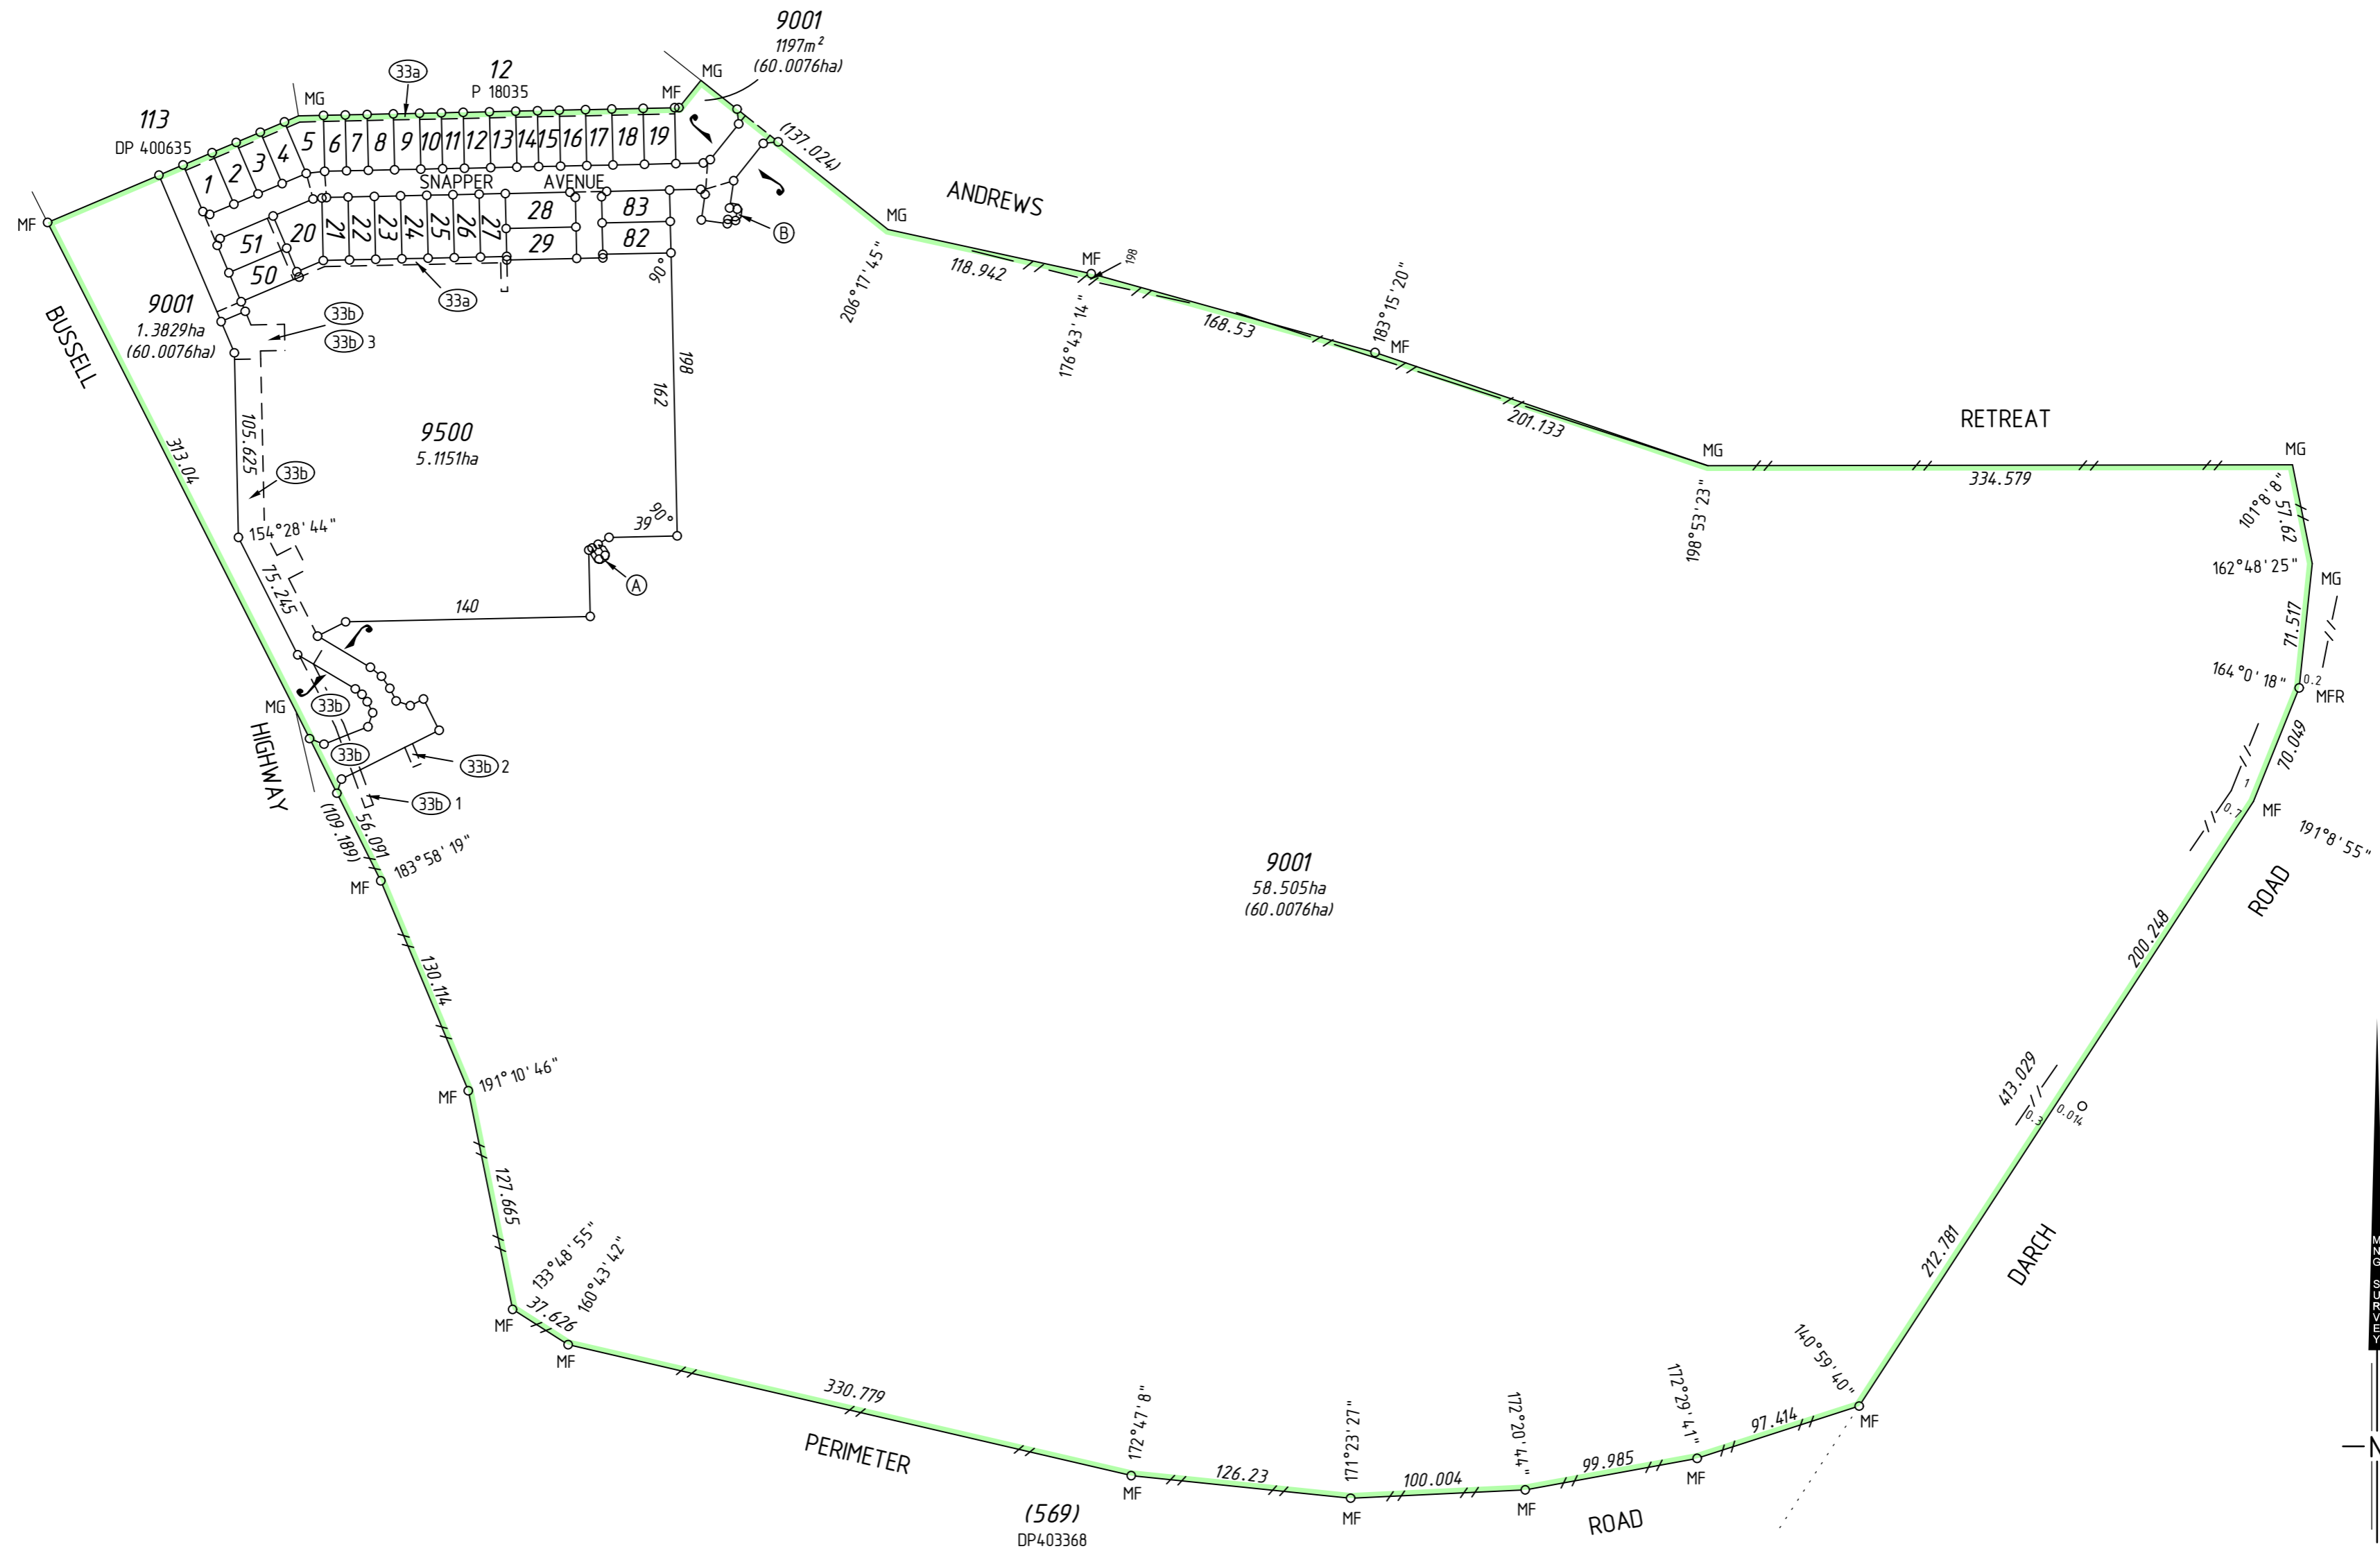 9001
1197m²
(60.0076ha)
MG
33a
12
P 18035
MF
MG
113
DP 400635
1
2
3
4
5
6
7
8
9
10
11
12
13
14
15
16
17
18
19
(137.024)
SNAPPER AVENUE
MF
51
50
20
21
22
23
24
25
26
27
28
29
83
82
B
MG
ANDREWS
MF
198
118.942
206°17'45"
176°43'14"
168.53
183°15'20"
MF
201.133
90°
33a
9001
1.3829ha
(60.0076ha)
33b
33b 3
BUSSELL
198
162
9500
5.1151ha
105.625
313.04
33b
154°28'44"
39
90°
A
75.245
140
MG
198°53'23"
RETREAT
334.579
MG
101°8'8"
57.62
162°48'25"
MG
71.517
164°0'18"
0.2
MFR
70.049
1
0.7
MF
191°8'55"
MG
33b
33b
33b 2
33b 1
HIGHWAY
(109.189)
56.091
183°58'19"
MF
9001
58.505ha
(60.0076ha)
ROAD
200.248
130.114
MF
191°10'46"
413.029
0.3
0.014
127.665
133°48'55"
160°43'42"
37.626
MF
MF
212.781
DARCH
MNG SURVEY
330.779
PERIMETER
172°47'8"
MF
126.23
171°23'27"
MF
100.004
172°20'44"
MF
99.985
172°29'41"
MF
97.414
140°59'40"
MF
(569)
DP403368
ROAD
N